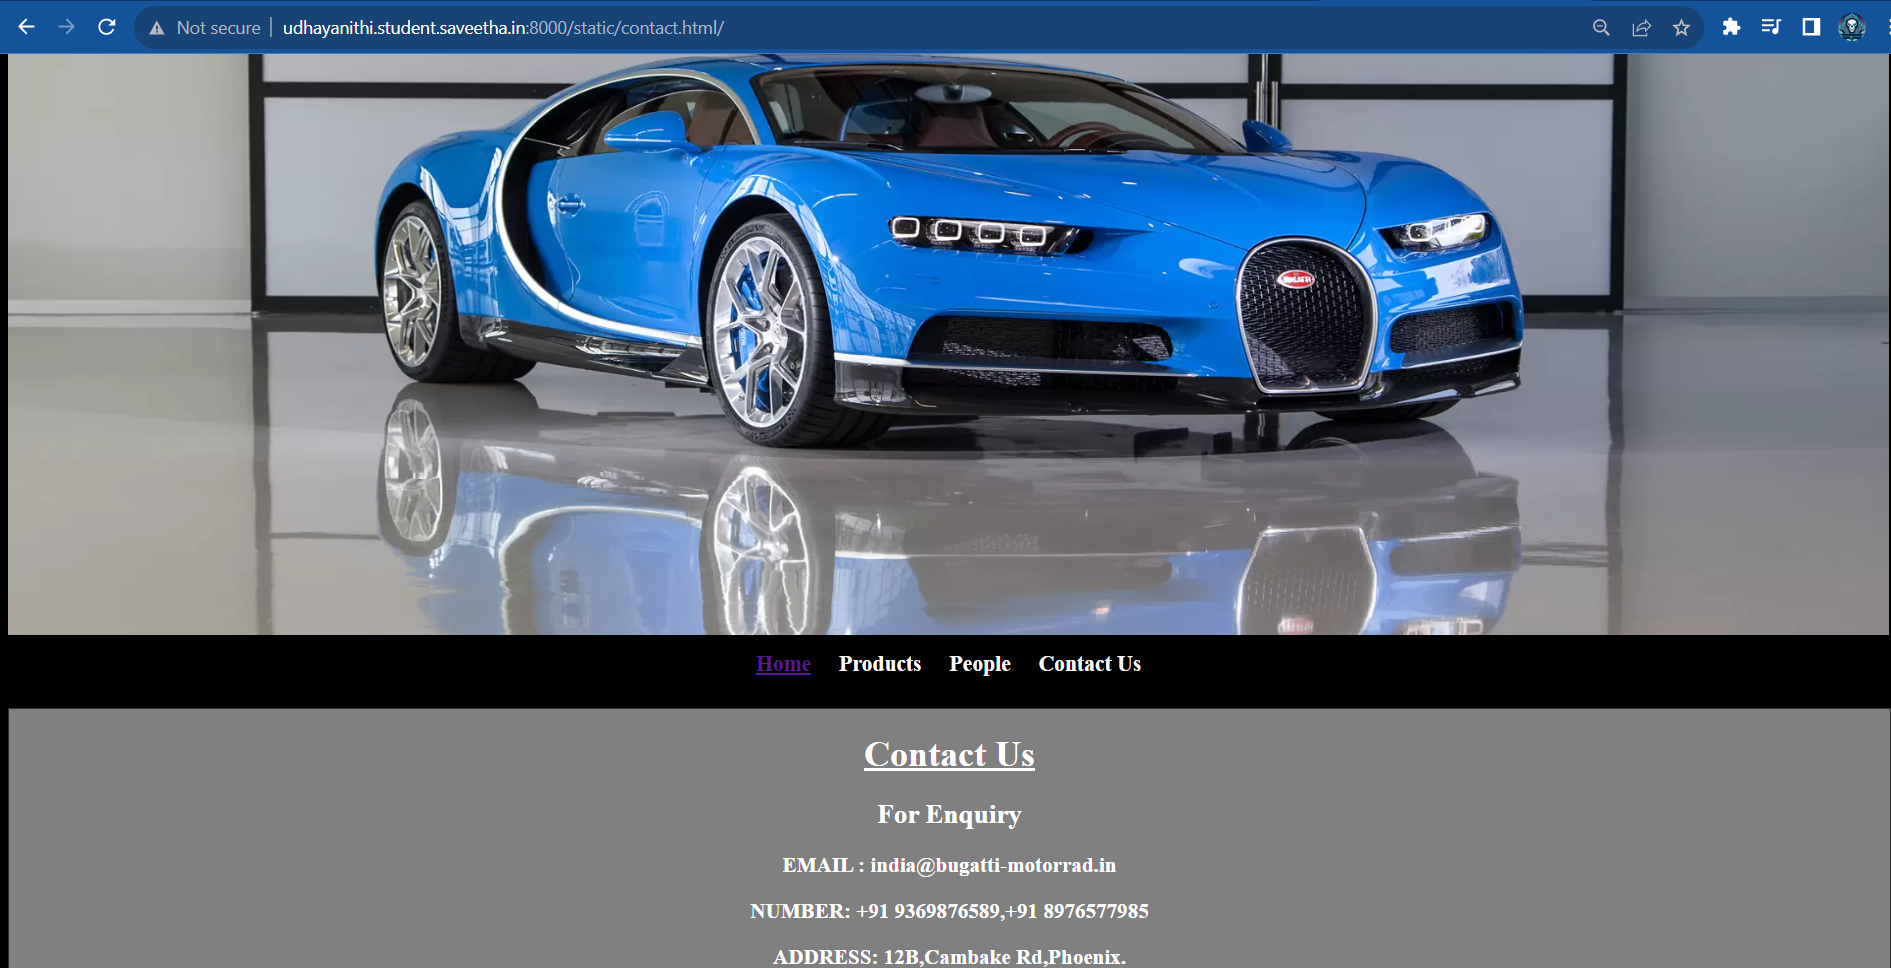 Not secure | udhayanithi.student.saveetha.in:8000/static/contact.html/
BUGATTI
Home Products People Contact Us
Contact Us
For Enquiry
EMAIL : india@bugatti-motorrad.in
NUMBER: +91 9369876589,+91 8976577985
ADDRESS: 12B,Cambake Rd,Phoenix.